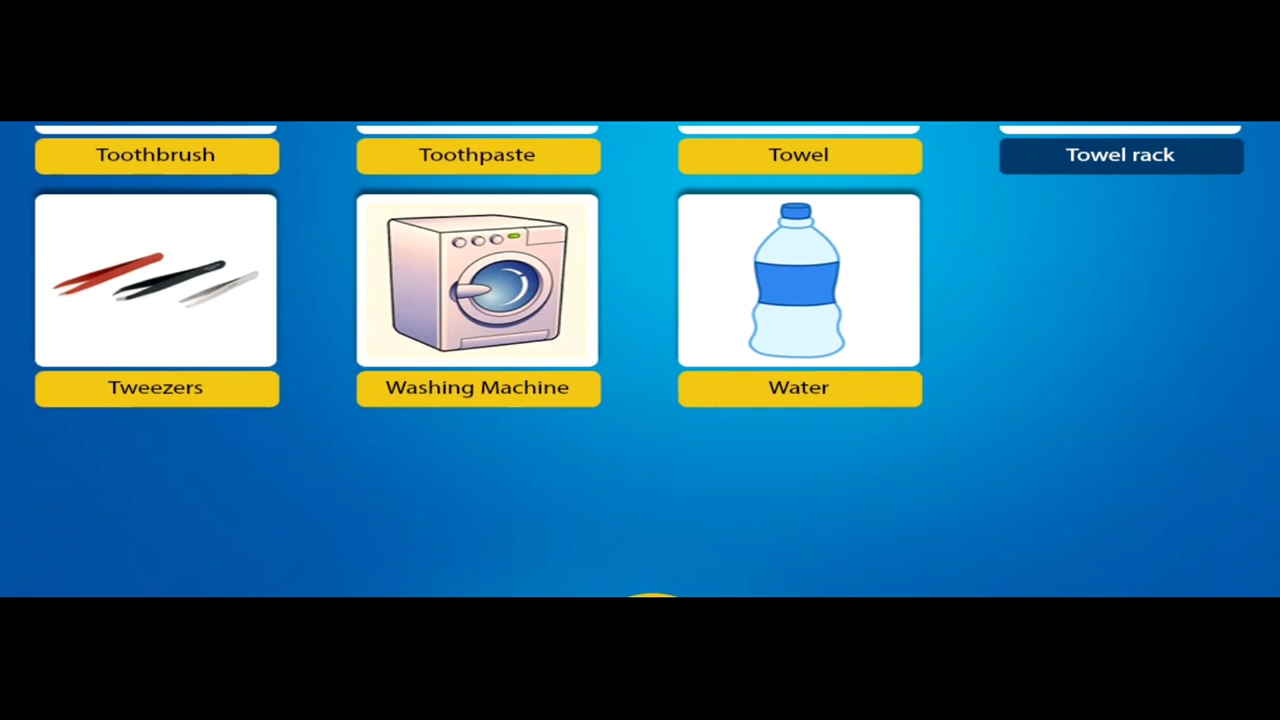 Toothbrush
Toothpaste
Towel
Towel rack
Tweezers
Washing Machine
Water